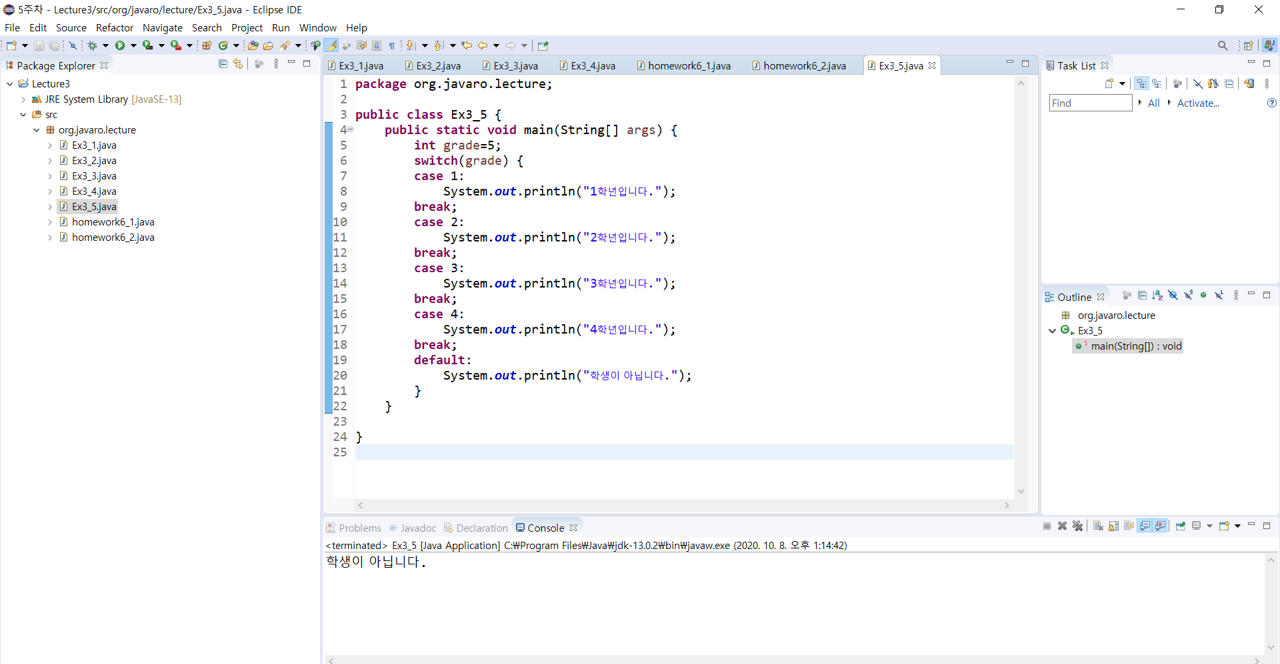 5주차 - Lecture3/src/org/javaro/lecture/Ex3_5.java - Eclipse IDE
File Edit Source Refactor Navigate Search Project Run Window Help
Package Explorer
Lecture3
JRE System Library [JavaSE-13]
src
org.javaro.lecture
Ex3_1.java
Ex3_2.java
Ex3_3.java
Ex3_4.java
Ex3_5.java
homework6_1.java
homework6_2.java
Ex3_1.java Ex3_2.java Ex3_3.java Ex3_4.java homework6_1.java homework6_2.java Ex3_5.java
1 package org.javaro.lecture;
2
3 public class Ex3_5 {
4 public static void main(String[] args) {
5 int grade=5;
6 switch(grade) {
7 case 1:
8 System.out.println("1학년입니다.");
9 break;
10 case 2:
11 System.out.println("2학년입니다.");
12 break;
13 case 3:
14 System.out.println("3학년입니다.");
15 break;
16 case 4:
17 System.out.println("4학년입니다.");
18 break;
19 default:
20 System.out.println("학생이 아닙니다.");
21 }
22 }
23
24 }
25
Task List
Find All Activate...
Outline
org.javaro.lecture
Ex3_5
main(String[]) : void
Problems Javadoc Declaration Console
<terminated> Ex3_5 [Java Application] C:₩Program Files₩Java₩jdk-13.0.2₩bin₩javaw.exe (2020. 10. 8. 오후 1:14:42)
학생이 아닙니다.